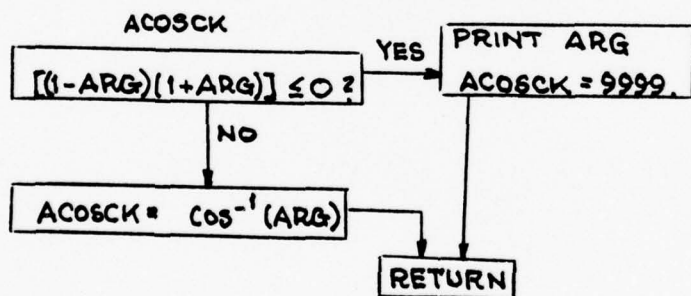 ACOSCK
[(1-ARG)(1+ARG)] ≤ 0 ?
YES
PRINT ARG
ACOSCK = 9999.
NO
ACOSCK = COS⁻¹ (ARG)
RETURN